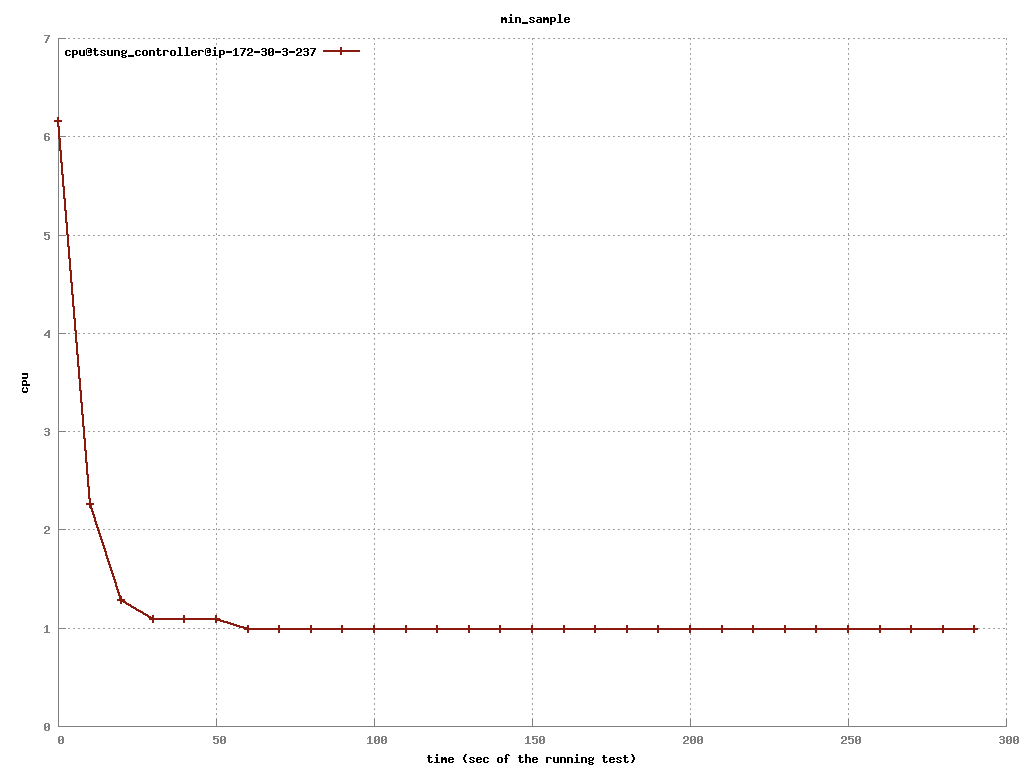 min_sample
7
cpu@tsung_controller@ip-172-30-3-237
6
5
4
cpu
3
2
1
0
0 50 100 150 200 250 300
time (sec of the running test)